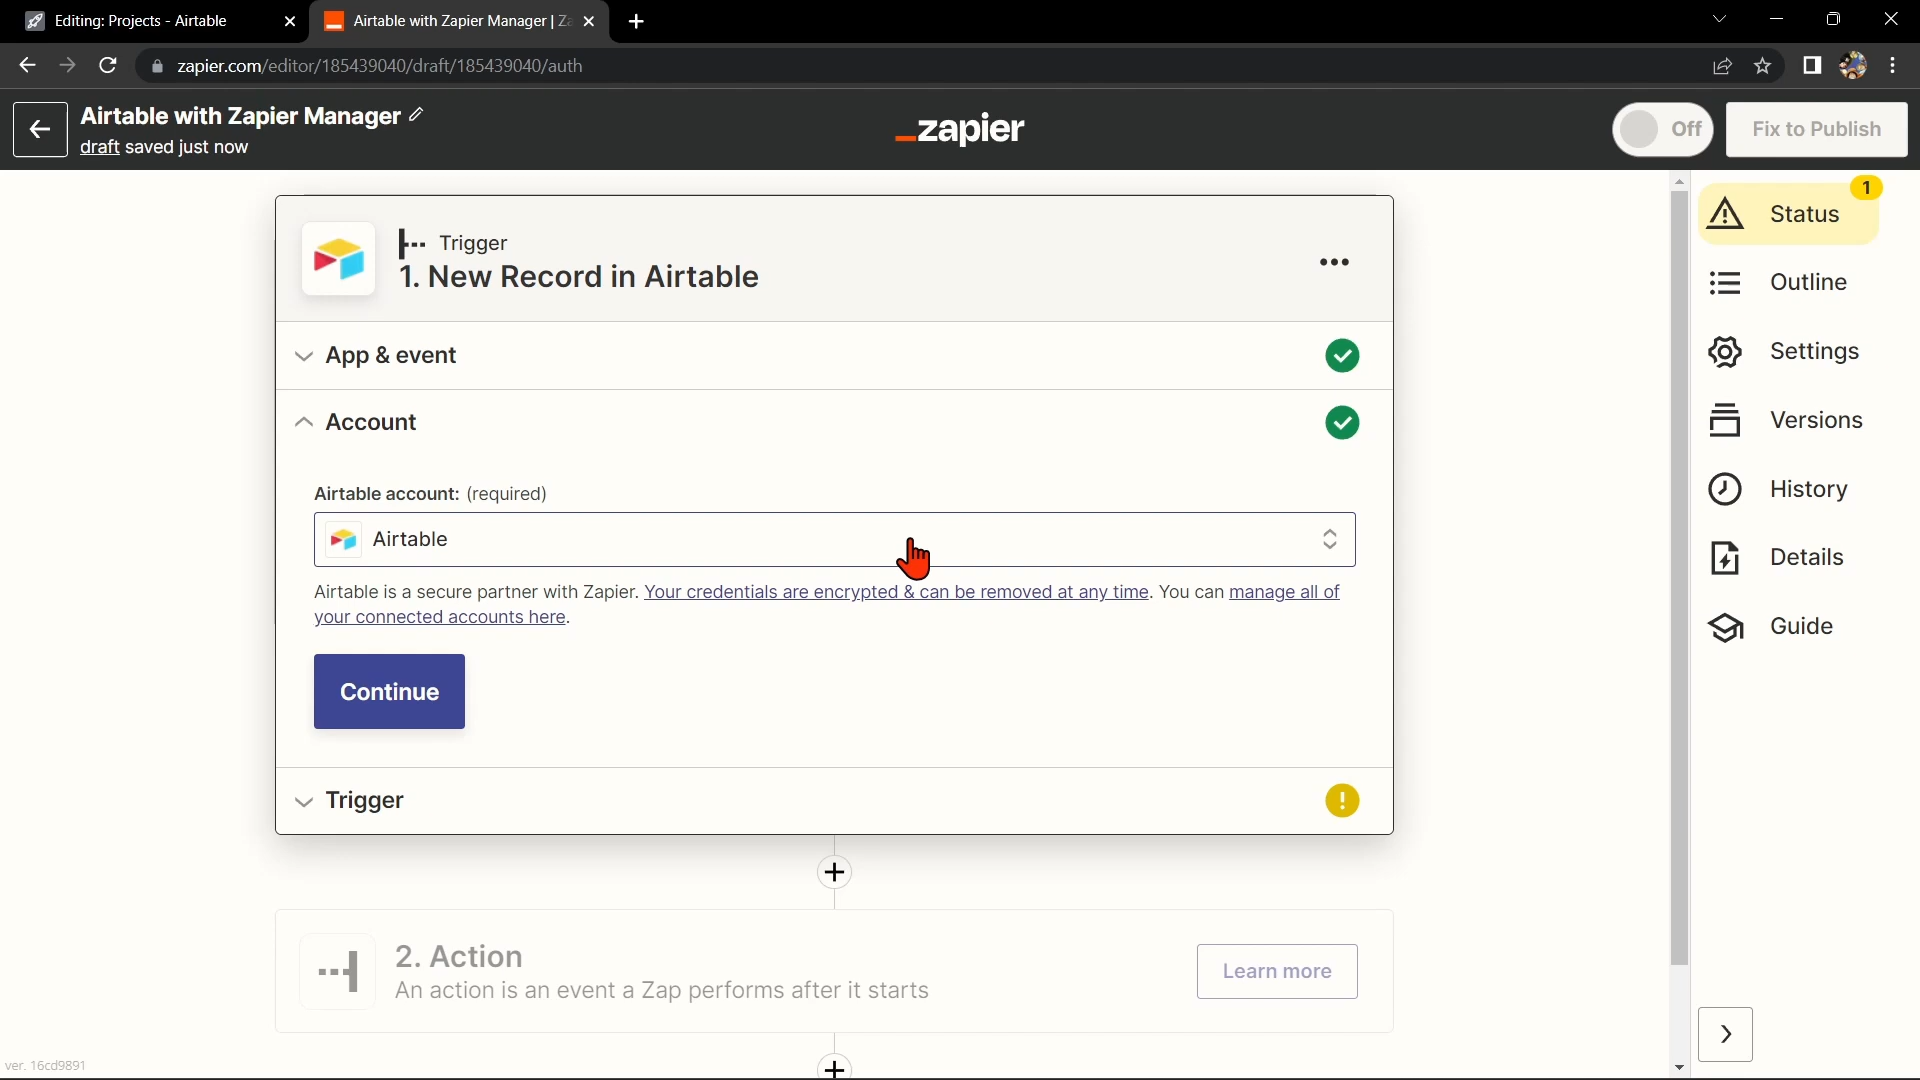 Editing: Projects - Airtable
Airtable with Zapier Manager | Za
zapier.com/editor/185439040/draft/185439040/auth
Airtable with Zapier Manager
draft saved just now
_zapier
Off
Fix to Publish
Trigger
1. New Record in Airtable
App & event
Account
Airtable account: (required)
Airtable
Airtable is a secure partner with Zapier. Your credentials are encrypted & can be removed at any time. You can manage all of
your connected accounts here.
Continue
Trigger
2. Action
An action is an event a Zap performs after it starts
Learn more
1
Status
Outline
Settings
Versions
History
Details
Guide
ver. 16cd9891